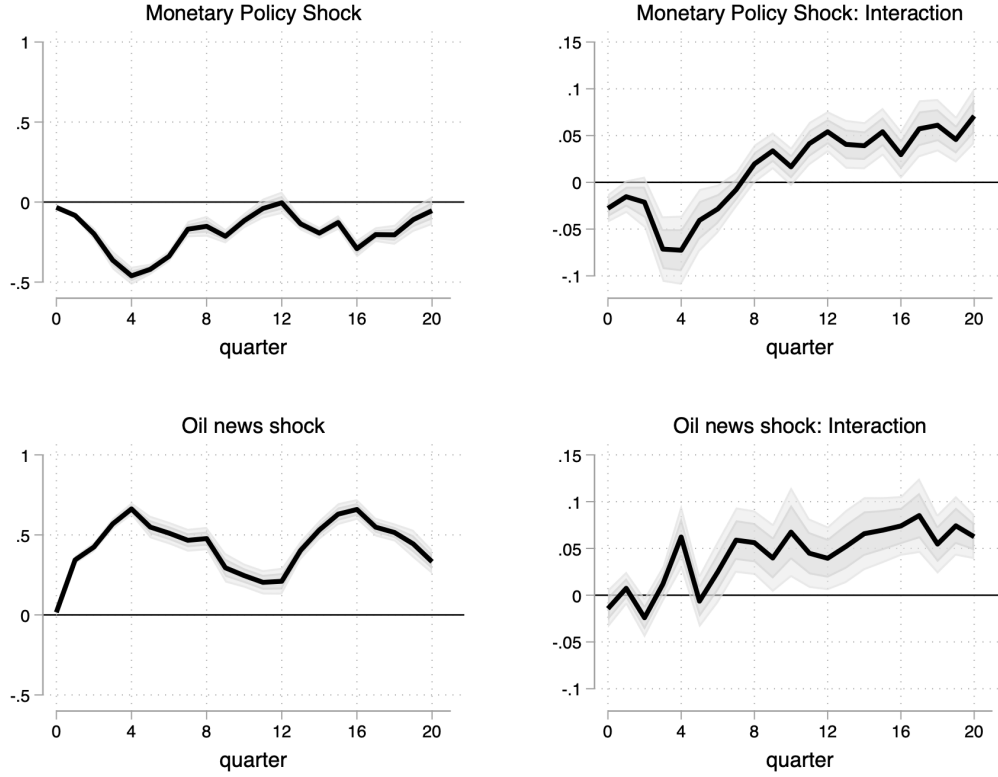 Monetary Policy Shock
1
.5
0
-.5
0 4 8 12 16 20
quarter
Monetary Policy Shock: Interaction
.15
.1
.05
0
-.05
-.1
0 4 8 12 16 20
quarter
Oil news shock
1
.5
0
-.5
0 4 8 12 16 20
quarter
Oil news shock: Interaction
.15
.1
.05
0
-.05
-.1
0 4 8 12 16 20
quarter